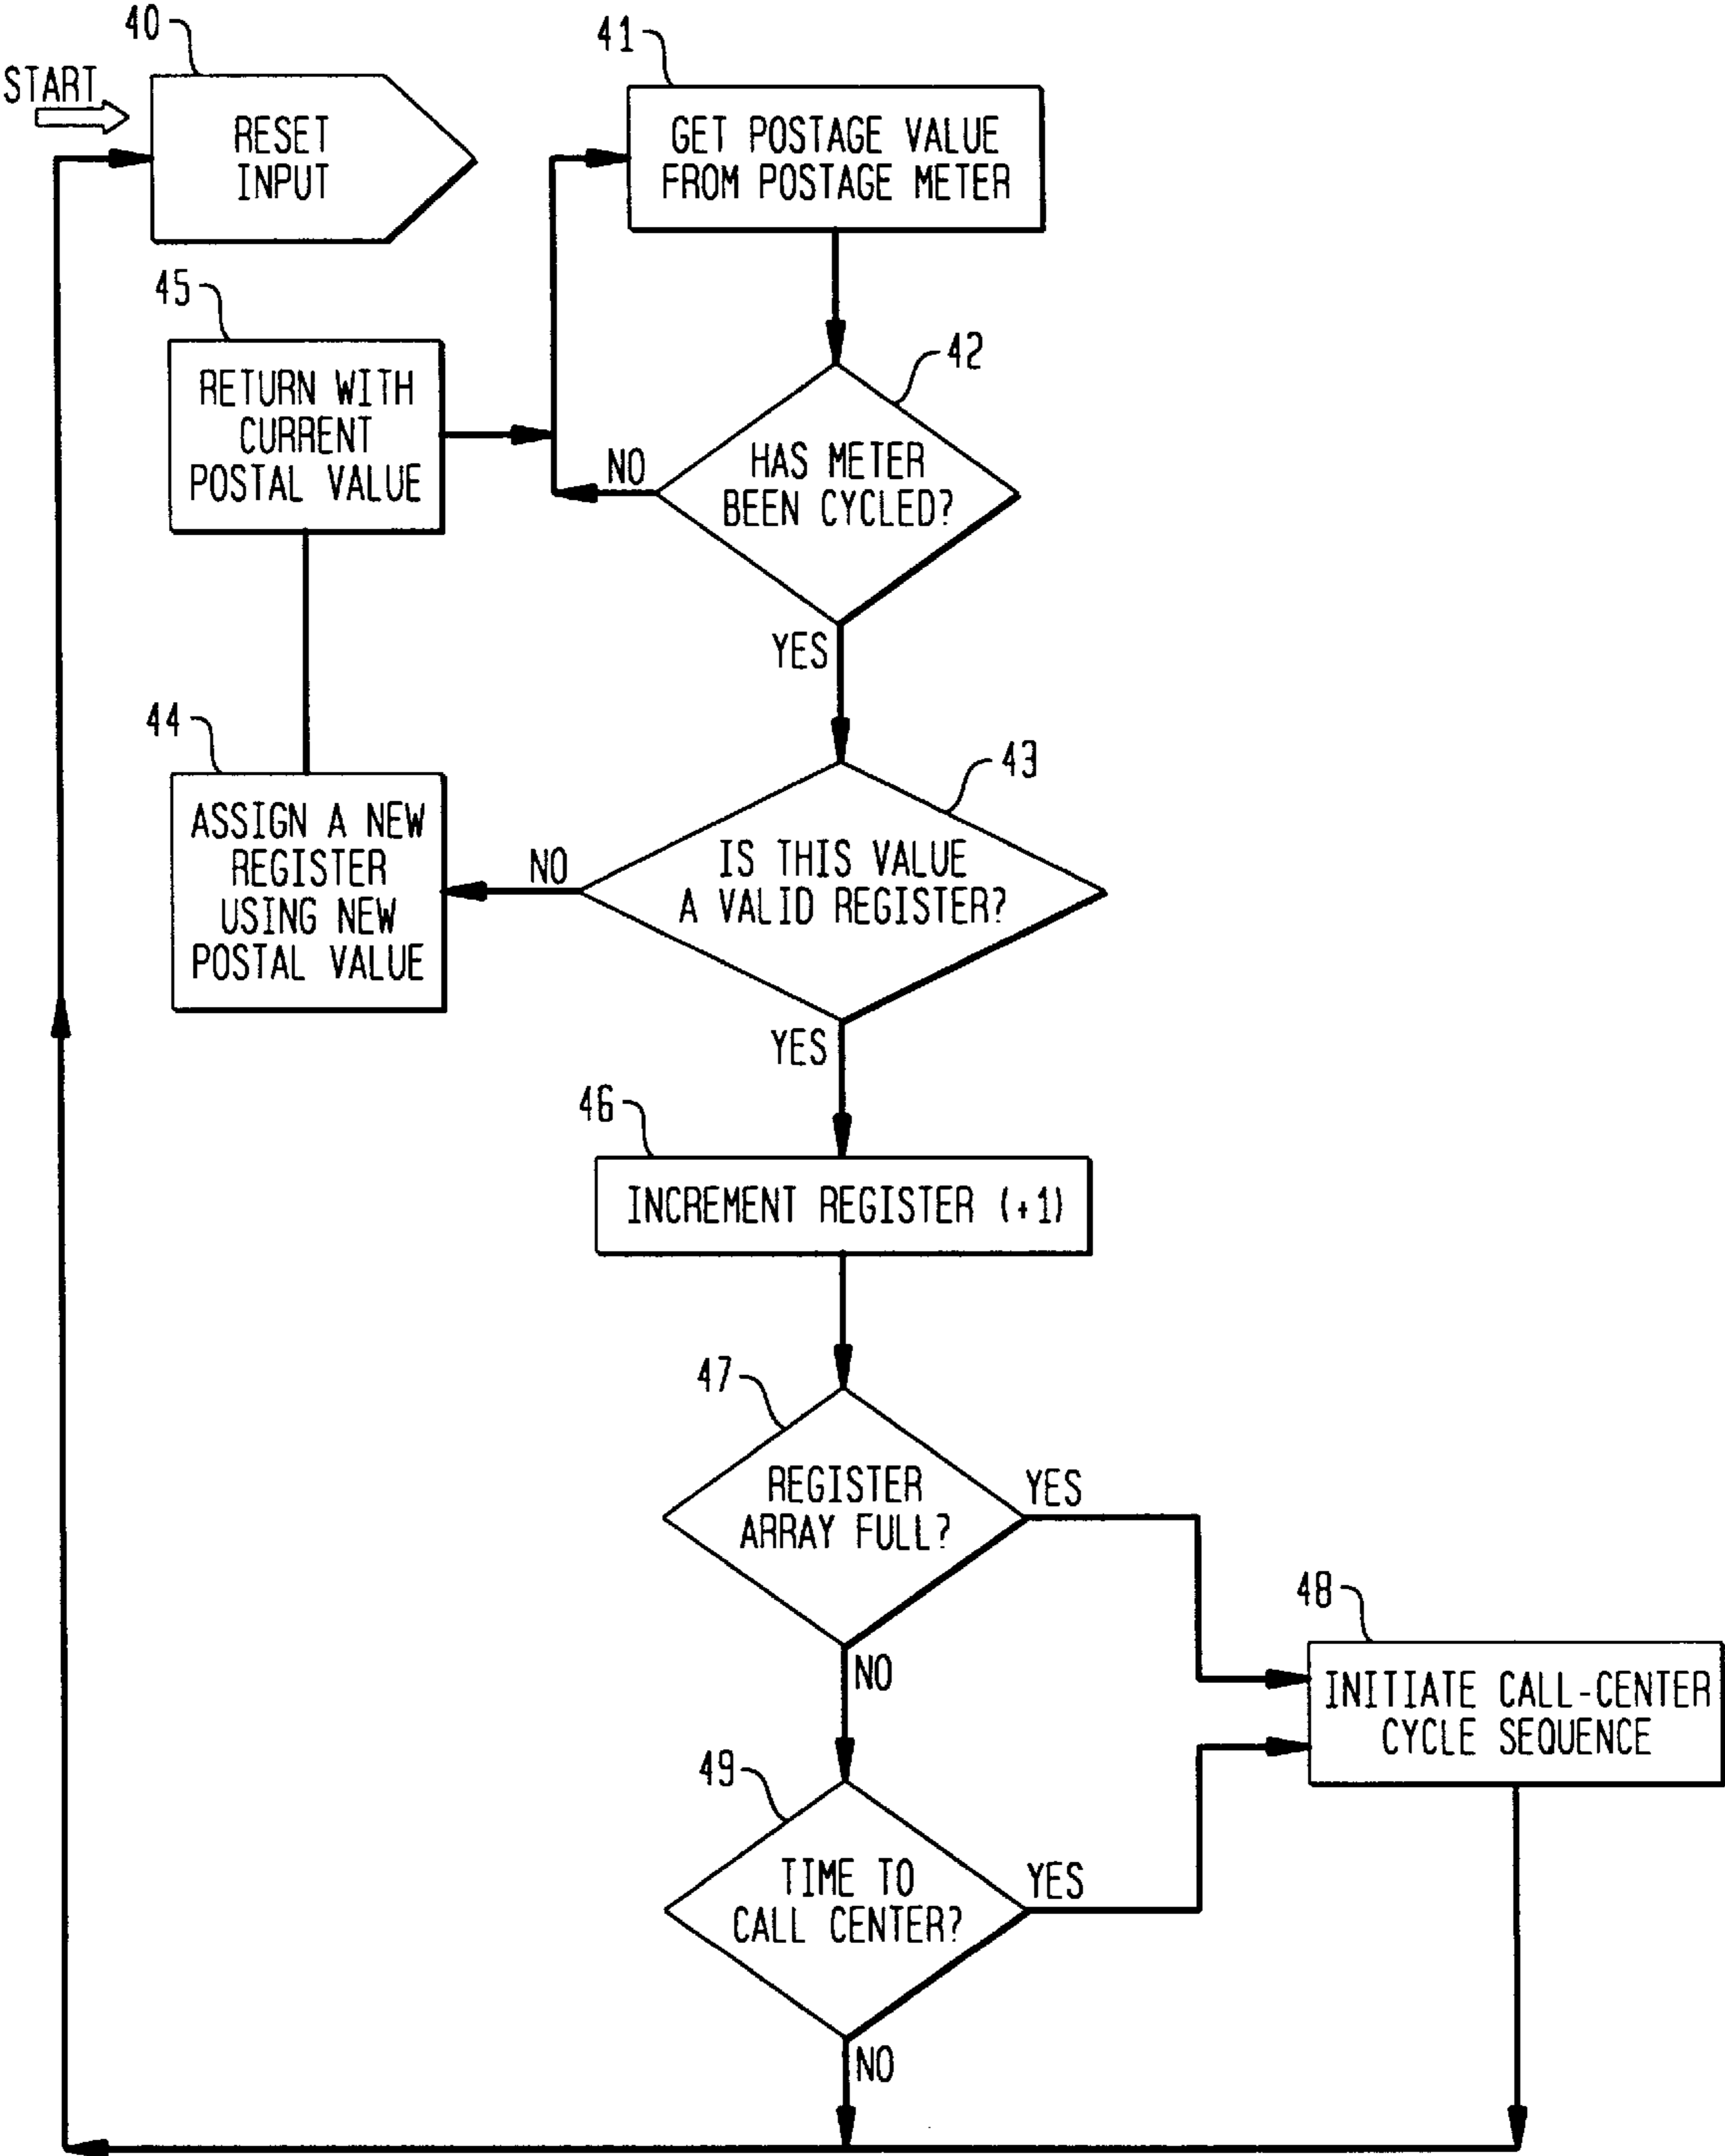 START
40
RESET
INPUT
41
GET POSTAGE VALUE
FROM POSTAGE METER
45
RETURN WITH
CURRENT
POSTAL VALUE
42
HAS METER
BEEN CYCLED?
NO
YES
44
ASSIGN A NEW
REGISTER
USING NEW
POSTAL VALUE
43
IS THIS VALUE
A VALID REGISTER?
NO
YES
46
INCREMENT REGISTER (+1)
47
REGISTER
ARRAY FULL?
YES
NO
48
INITIATE CALL-CENTER
CYCLE SEQUENCE
49
TIME TO
CALL CENTER?
YES
NO